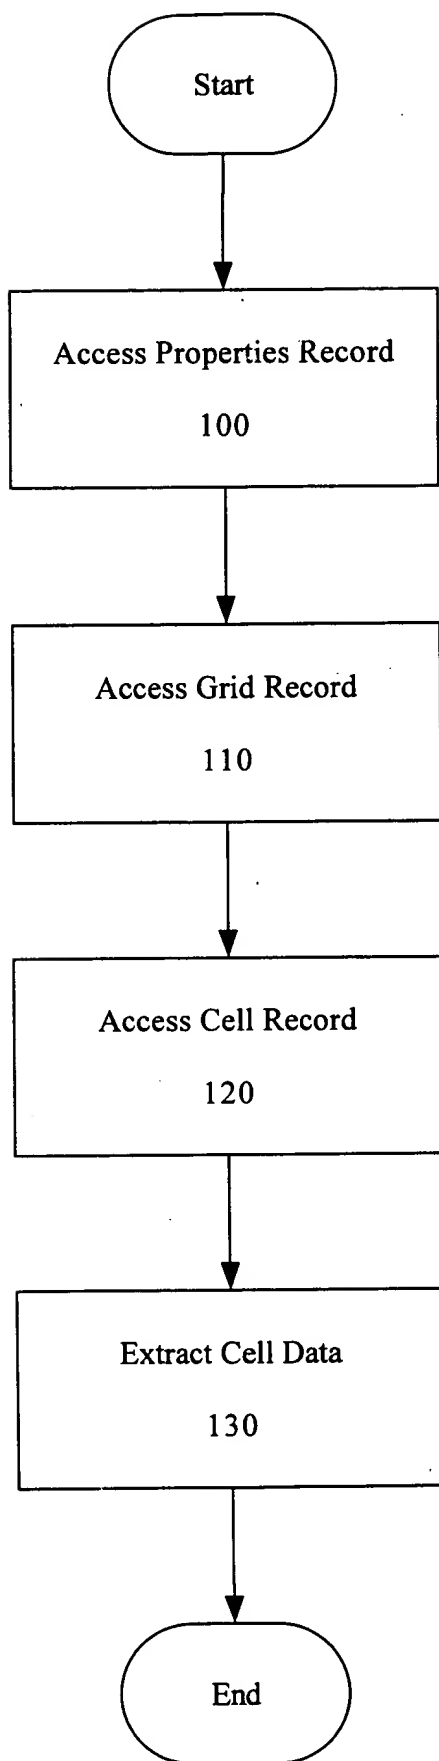 Start
Access Properties Record
100
Access Grid Record
110
Access Cell Record
120
Extract Cell Data
130
End